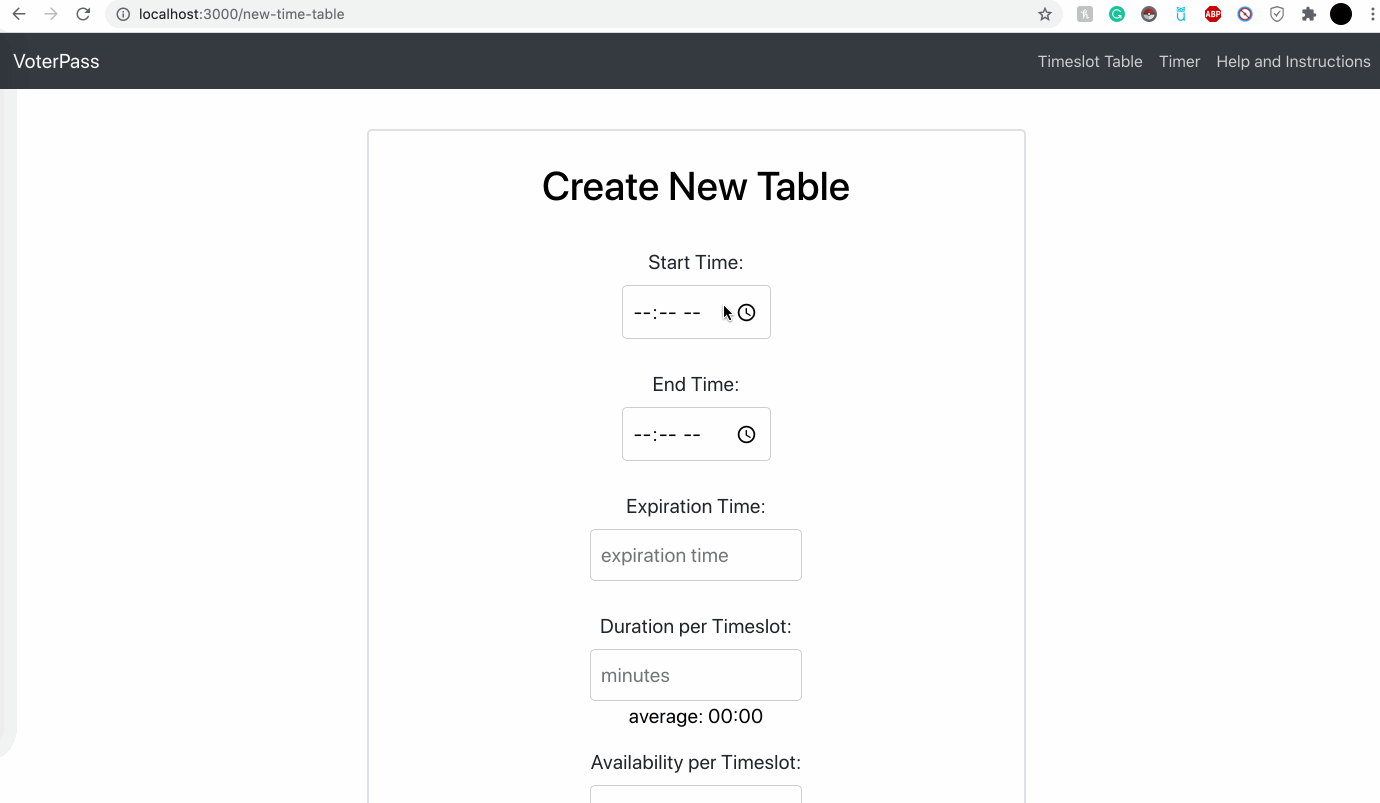 localhost:3000/new-time-table
ABP
VoterPass
Timeslot Table
Timer
Help and Instructions
Create New Table
Start Time:
--:-- --
End Time:
--:-- --
Expiration Time:
expiration time
Duration per Timeslot:
minutes
average: 00:00
Availability per Timeslot: